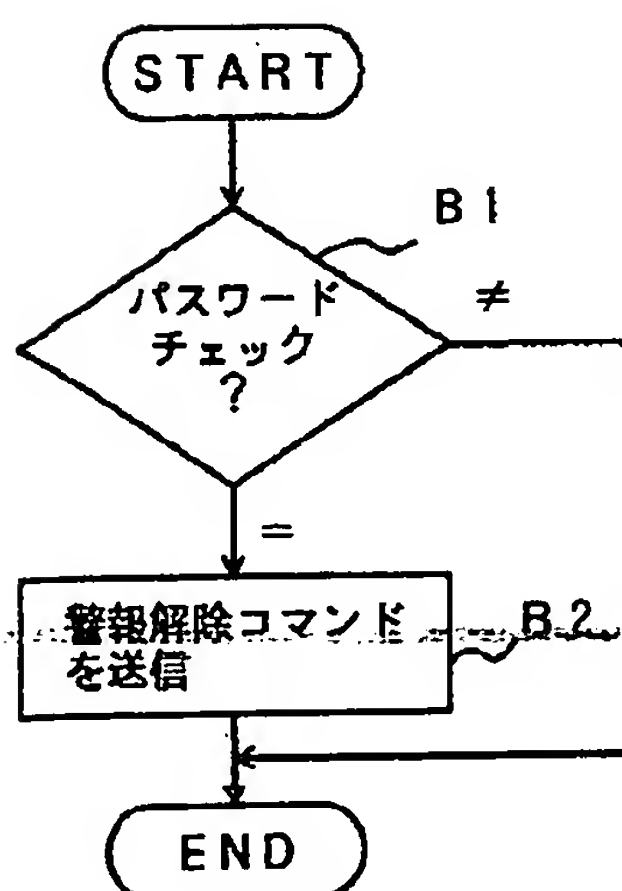 START
B1
パスワード
チェック
?
≠
=
警報解除コマンド
を送信
B2
END